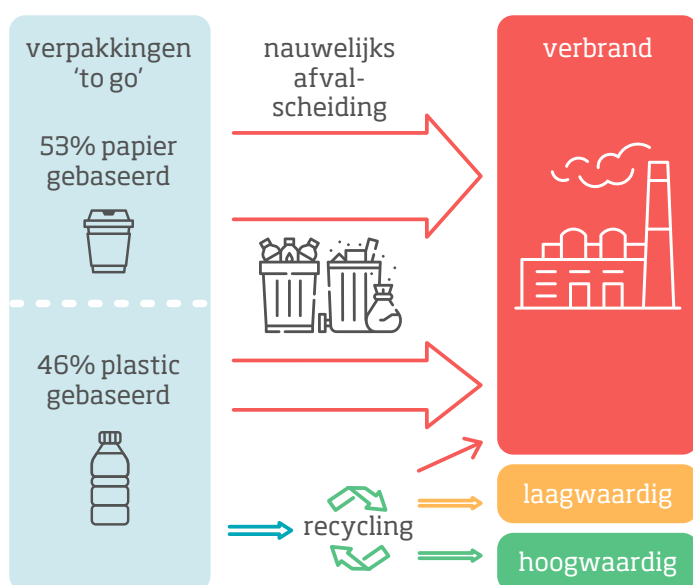 verpakkingen
‘to go’
53% papier
gebaseerd
46% plastic
gebaseerd
nauwelijks
afval-
scheiding
recycling
verbrand
laagwaardig
hoogwaardig